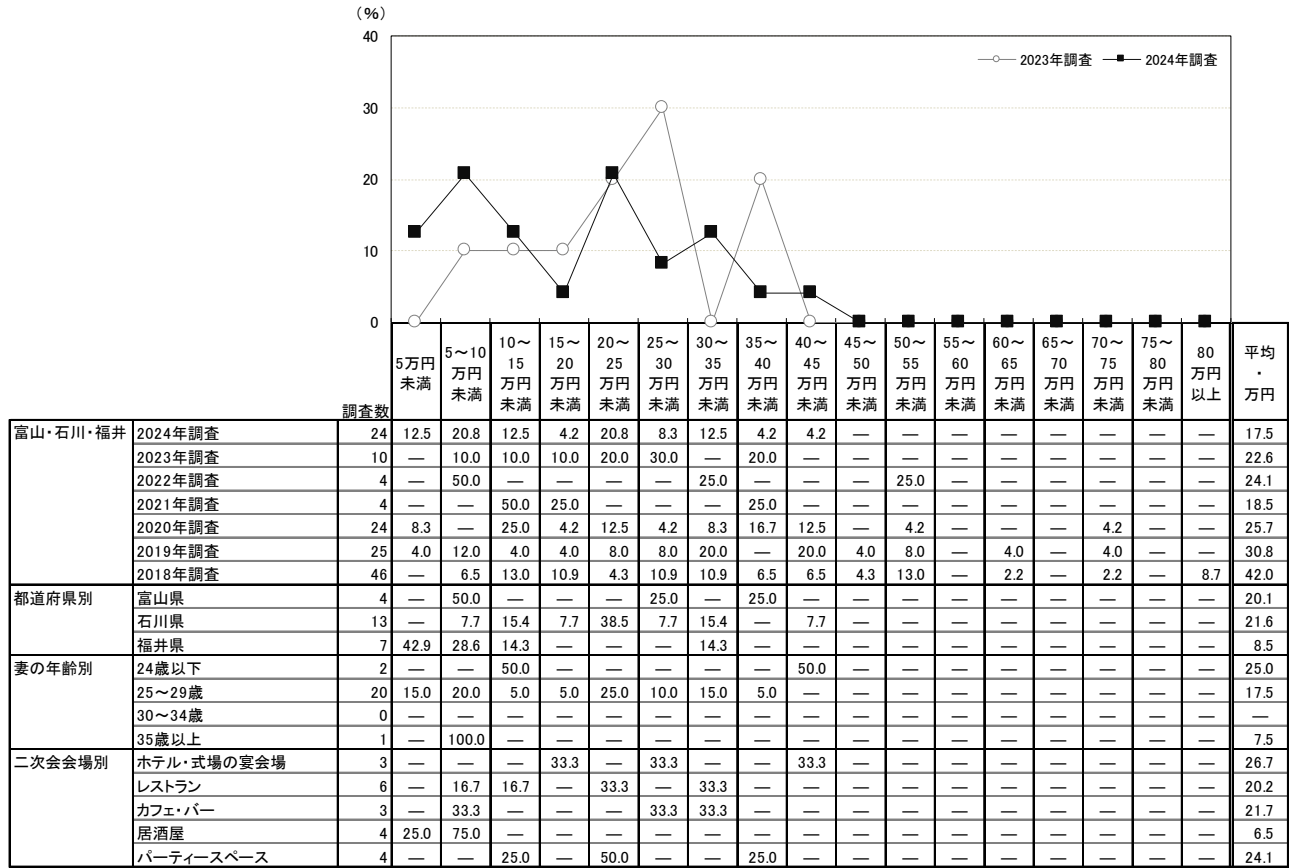 （%）
40
30
20
10
0
2023年調査 2024年調査
調査数 5万円未満 5～10万円未満 10～15万円未満 15～20万円未満 20～25万円未満 25～30万円未満 30～35万円未満 35～40万円未満 40～45万円未満 45～50万円未満 50～55万円未満 55～60万円未満 60～65万円未満 65～70万円未満 70～75万円未満 75～80万円未満 80万円以上 平均・万円
富山・石川・福井 2024年調査 24 12.5 20.8 12.5 4.2 20.8 8.3 12.5 4.2 4.2 — — — — — — — — 17.5
2023年調査 10 — 10.0 10.0 10.0 20.0 30.0 — 20.0 — — — — — — — — — 22.6
2022年調査 4 — 50.0 — — — — 25.0 — — — 25.0 — — — — — — 24.1
2021年調査 4 — — 50.0 25.0 — — — 25.0 — — — — — — — — — 18.5
2020年調査 24 8.3 — 25.0 4.2 12.5 4.2 8.3 16.7 12.5 — 4.2 — — — 4.2 — — 25.7
2019年調査 25 4.0 12.0 4.0 4.0 8.0 8.0 20.0 — 20.0 4.0 8.0 — 4.0 — 4.0 — — 30.8
2018年調査 46 — 6.5 13.0 10.9 4.3 10.9 10.9 6.5 6.5 4.3 13.0 — 2.2 — 2.2 — 8.7 42.0
都道府県別 富山県 4 — 50.0 — — — 25.0 — 25.0 — — — — — — — — — 20.1
石川県 13 — 7.7 15.4 7.7 38.5 7.7 15.4 — 7.7 — — — — — — — — 21.6
福井県 7 42.9 28.6 14.3 — — — 14.3 — — — — — — — — — — 8.5
妻の年齢別 24歳以下 2 — — 50.0 — — — — — 50.0 — — — — — — — — 25.0
25～29歳 20 15.0 20.0 5.0 5.0 25.0 10.0 15.0 5.0 — — — — — — — — — 17.5
30～34歳 0 — — — — — — — — — — — — — — — — — —
35歳以上 1 — 100.0 — — — — — — — — — — — — — — — 7.5
二次会会場別 ホテル・式場の宴会場 3 — — — 33.3 — 33.3 — — 33.3 — — — — — — — — 26.7
レストラン 6 — 16.7 16.7 — 33.3 — 33.3 — — — — — — — — — — 20.2
カフェ・バー 3 — 33.3 — — — 33.3 33.3 — — — — — — — — — — 21.7
居酒屋 4 25.0 75.0 — — — — — — — — — — — — — — — 6.5
パーティースペース 4 — — 25.0 — 50.0 — — 25.0 — — — — — — — — — 24.1